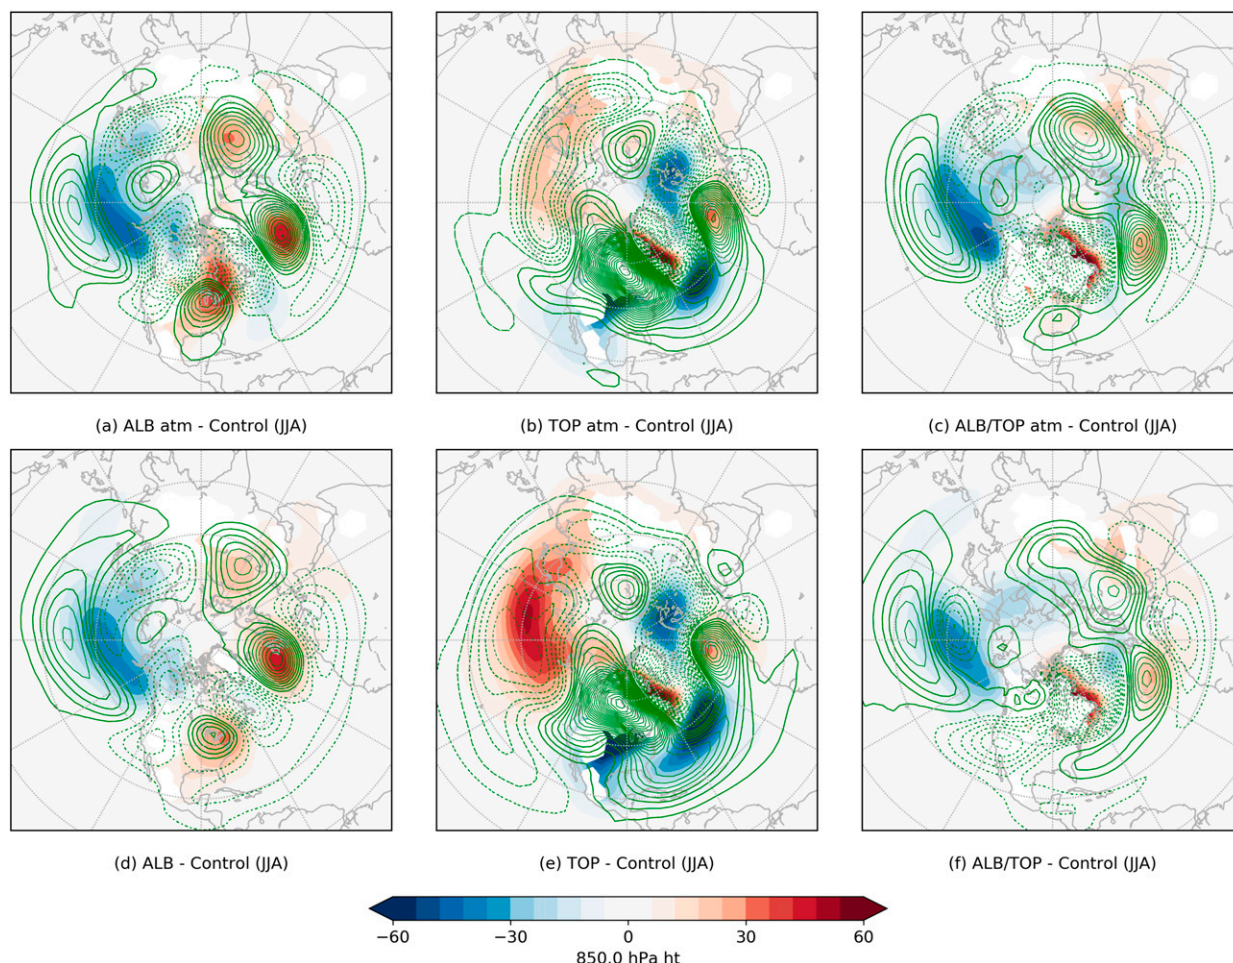 (a) ALB atm - Control (JJA)
(b) TOP atm - Control (JJA)
(c) ALB/TOP atm - Control (JJA)
(d) ALB - Control (JJA)
(e) TOP - Control (JJA)
(f) ALB/TOP - Control (JJA)
−60 −30 0 30 60
850.0 hPa ht